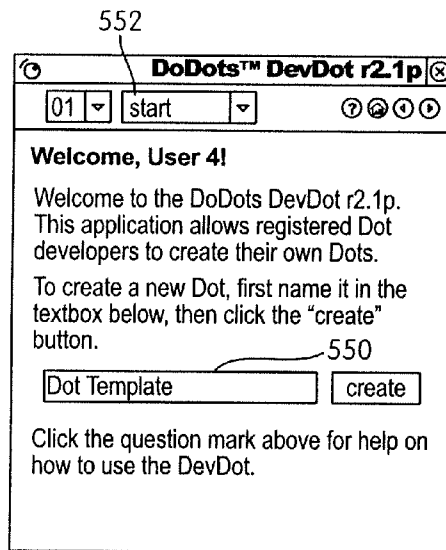 552
DoDots™ DevDot r2.1p
01 start
Welcome, User 4!
Welcome to the DoDots DevDot r2.1p.
This application allows registered Dot
developers to create their own Dots.
To create a new Dot, first name it in the
textbox below, then click the “create”
button.
550
Dot Template create
Click the question mark above for help on
how to use the DevDot.